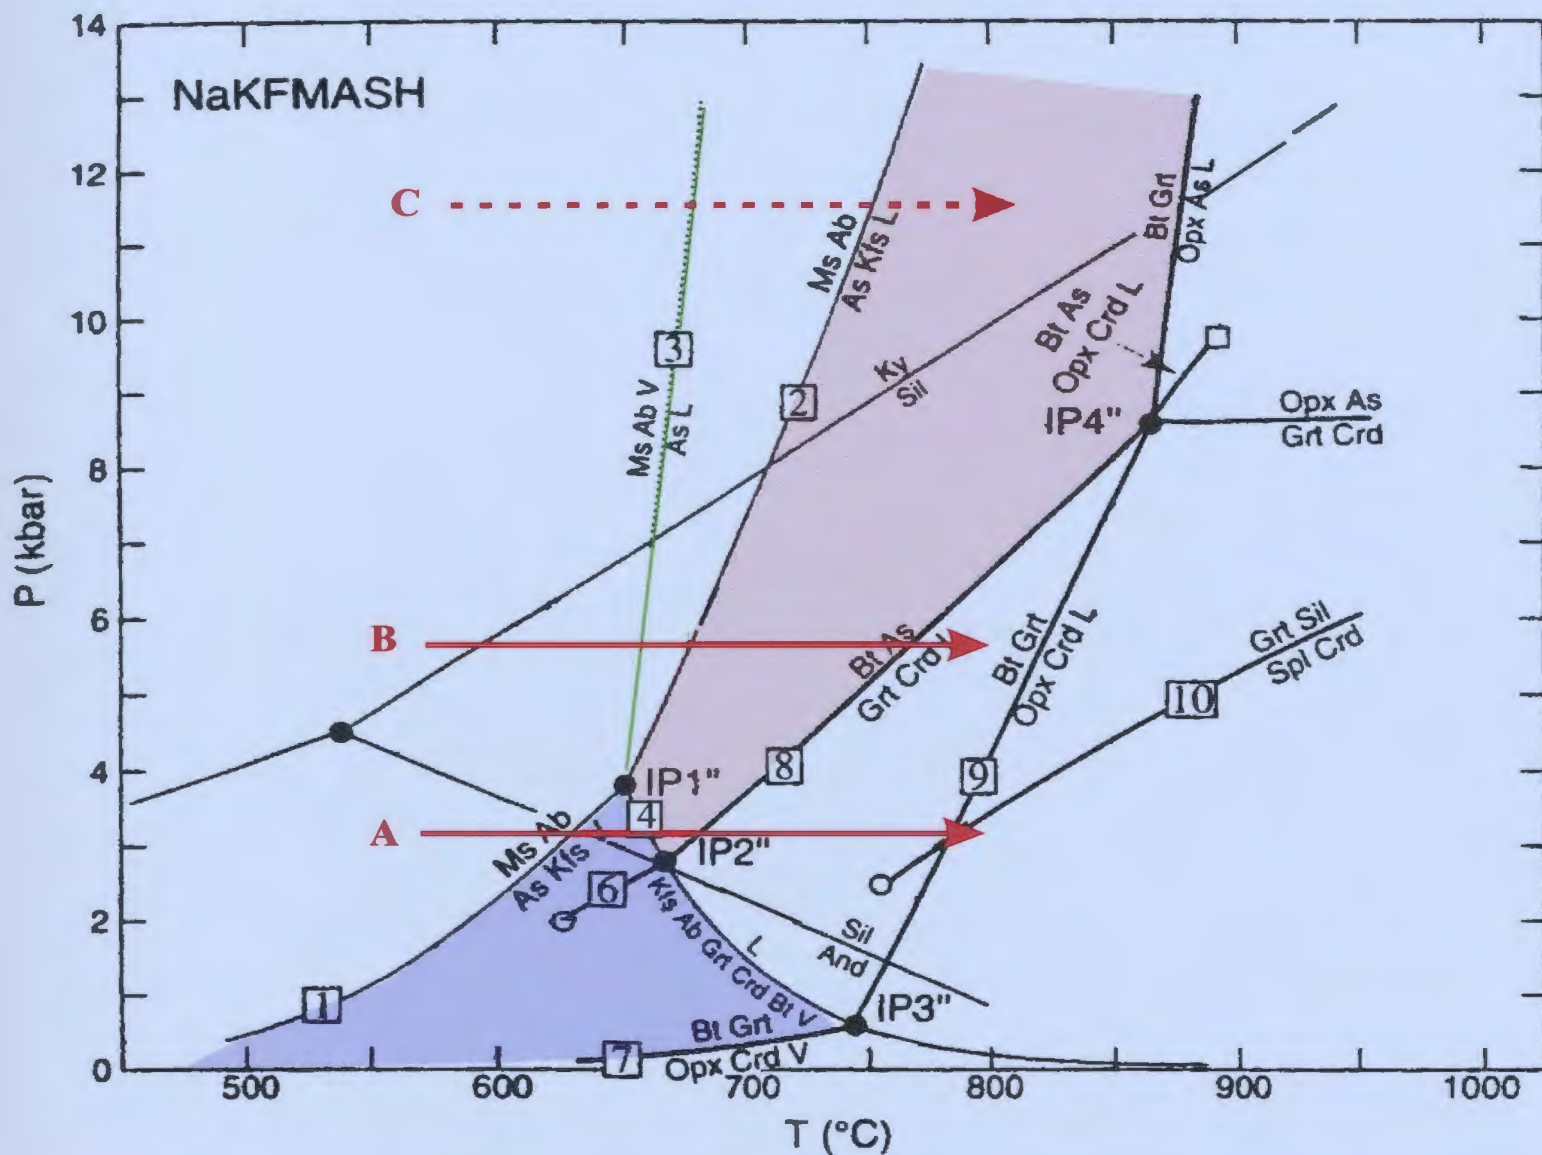 14
NaKFMASH
12
C
Bt Grt
Opx As L
Ms Ab
As Kfs L
Bt As
Opx Crd L
10
3
Ky
Sil
2
IP4"
Opx As
Grt Crd
Ms Ab V
As L
8
P (kbar)
6
B
Bt As
Grt Crd
Bt Grt
Opx Crd L
Grt Sil
Spl Crd
10
4
IP1"
8
9
4
A
Ms Ab
As Kfs V
IP2"
6
2
Kfs Ab Grt Crd Bt V
L
Sil
And
1
IP3"
Bt Grt
Opx Crd V
7
0
500
600
700
800
900
1000
T (°C)